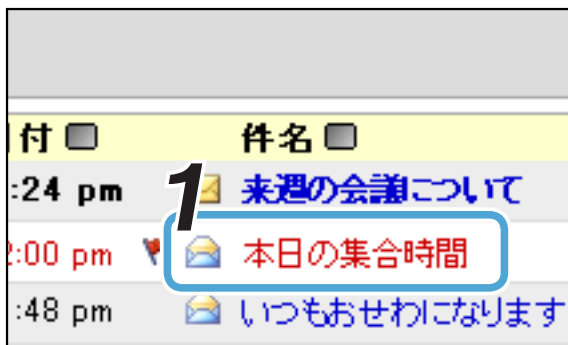 付 件名
:24 pm 来週の会議について
1
:00 pm 本日の集合時間
:48 pm いつもおせわになります